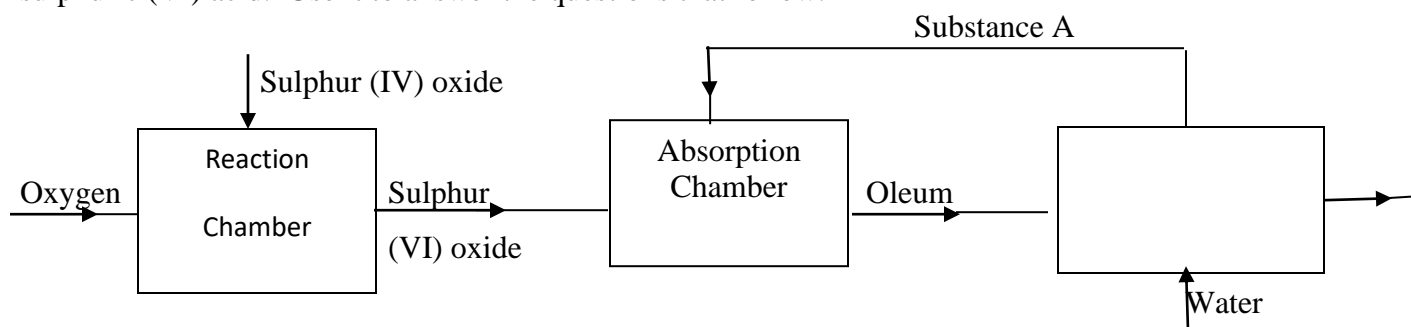 Substance A
Sulphur (IV) oxide
Reaction
Chamber
Absorption
Chamber
Oxygen
Sulphur
(VI) oxide
Oleum
Water